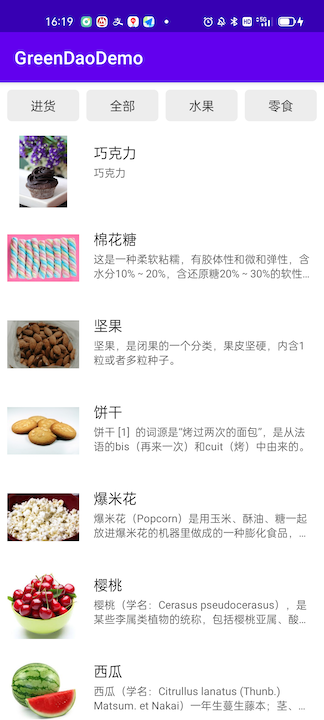 16:19
GreenDaoDemo
进货 全部 水果 零食
巧克力
巧克力
棉花糖
这是一种柔软粘糯，有胶体性和微和弹性，含
水分10%～20%，含还原糖20%～30%的软性...
坚果
坚果，是闭果的一个分类，果皮坚硬，内含1
粒或者多粒种子。
饼干
饼干 [1] 的词源是“烤过两次的面包”，是从法
语的bis（再来一次）和cuit（烤）中由来的。
爆米花
爆米花（Popcorn）是用玉米、酥油、糖一起
放进爆米花的机器里做成的一种膨化食品，...
樱桃
樱桃（学名：Cerasus pseudocerasus），是
某些李属类植物的统称，包括樱桃亚属、酸...
西瓜
西瓜（学名：Citrullus lanatus (Thunb.)
Matsum. et Nakai）一年生蔓生藤本；茎、...